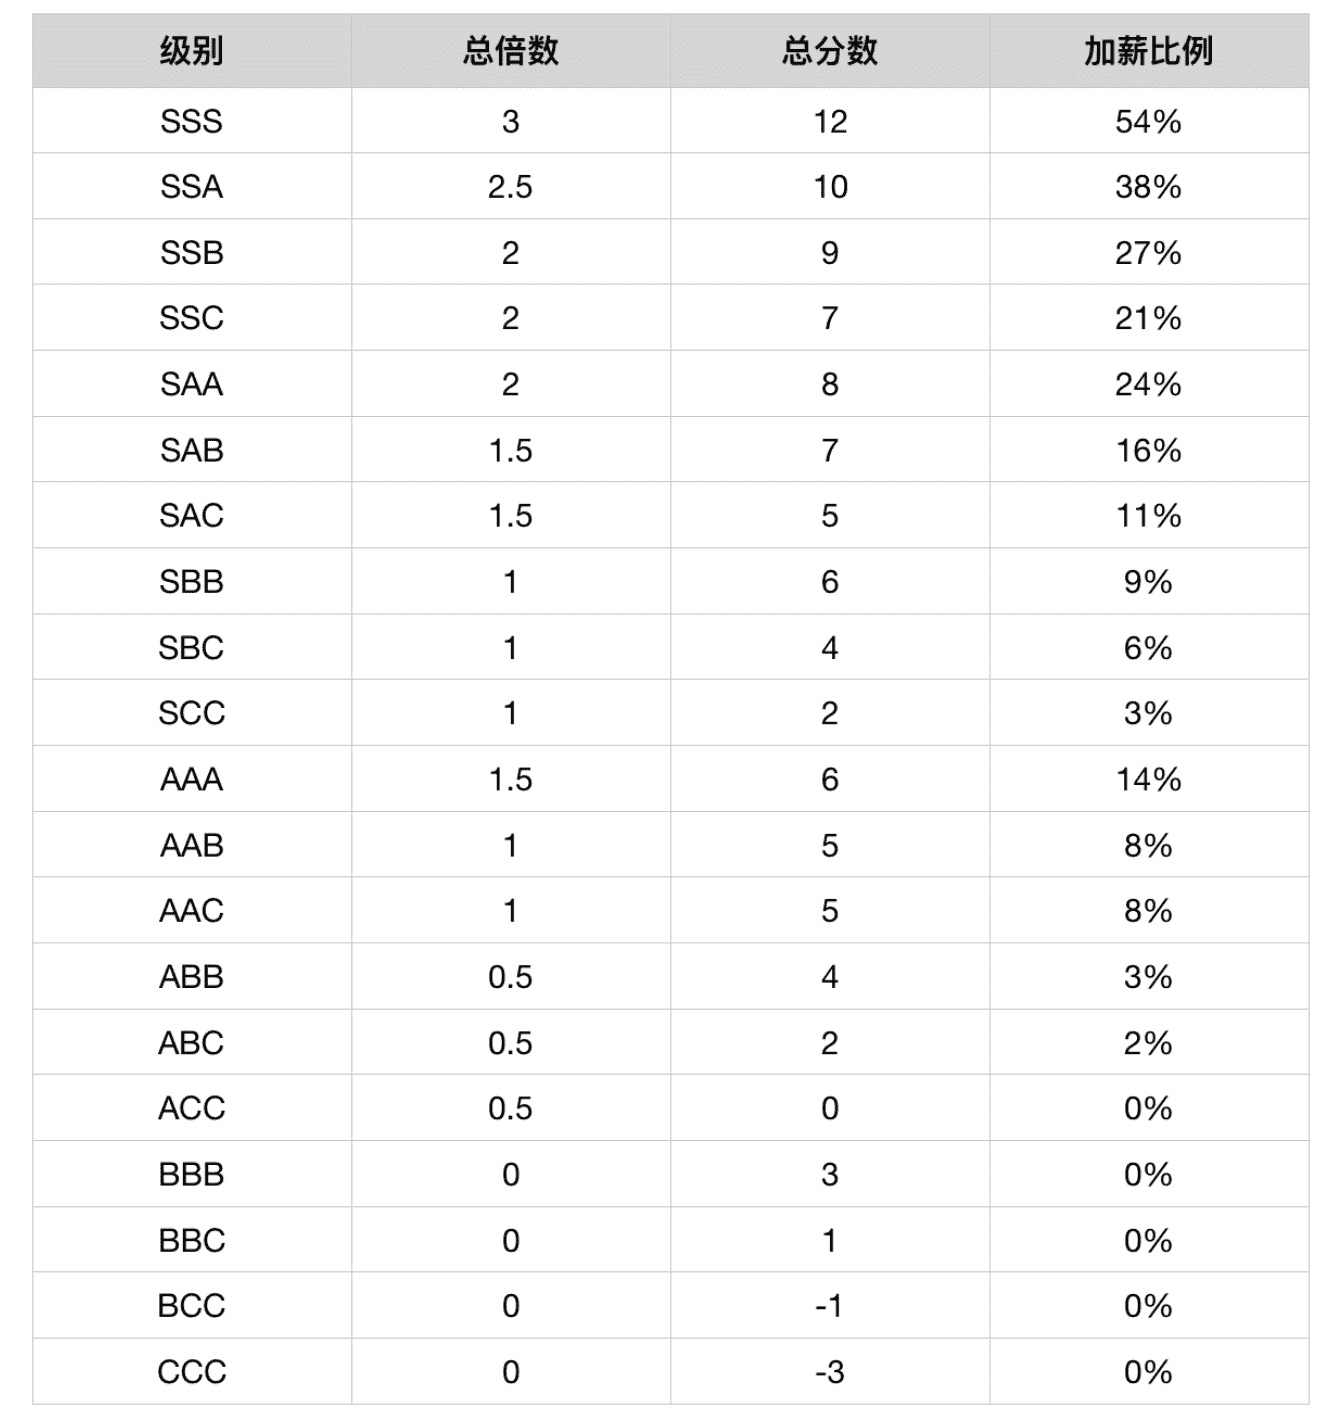 级别 总倍数 总分数 加薪比例
SSS 3 12 54%
SSA 2.5 10 38%
SSB 2 9 27%
SSC 2 7 21%
SAA 2 8 24%
SAB 1.5 7 16%
SAC 1.5 5 11%
SBB 1 6 9%
SBC 1 4 6%
SCC 1 2 3%
AAA 1.5 6 14%
AAB 1 5 8%
AAC 1 5 8%
ABB 0.5 4 3%
ABC 0.5 2 2%
ACC 0.5 0 0%
BBB 0 3 0%
BBC 0 1 0%
BCC 0 -1 0%
CCC 0 -3 0%